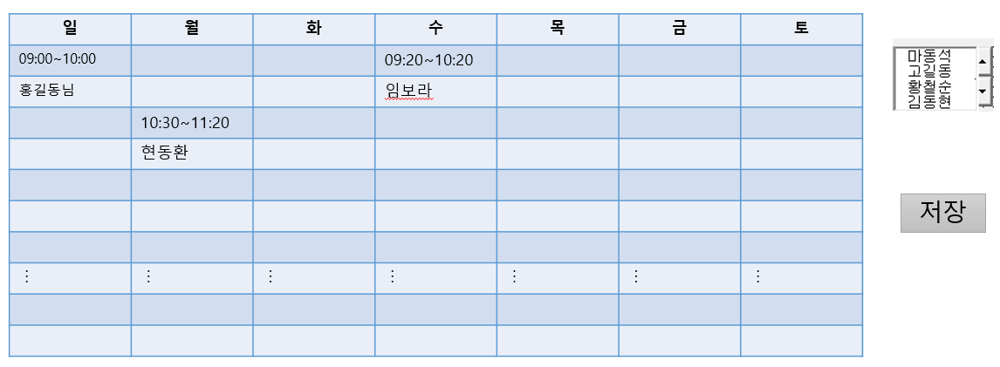 일 월 화 수 목 금 토
09:00~10:00 09:20~10:20
홍길동님 임보라
10:30~11:20
현동환
⋮ ⋮ ⋮ ⋮ ⋮ ⋮ ⋮
마동석
고길동
황철순
김동현
저장